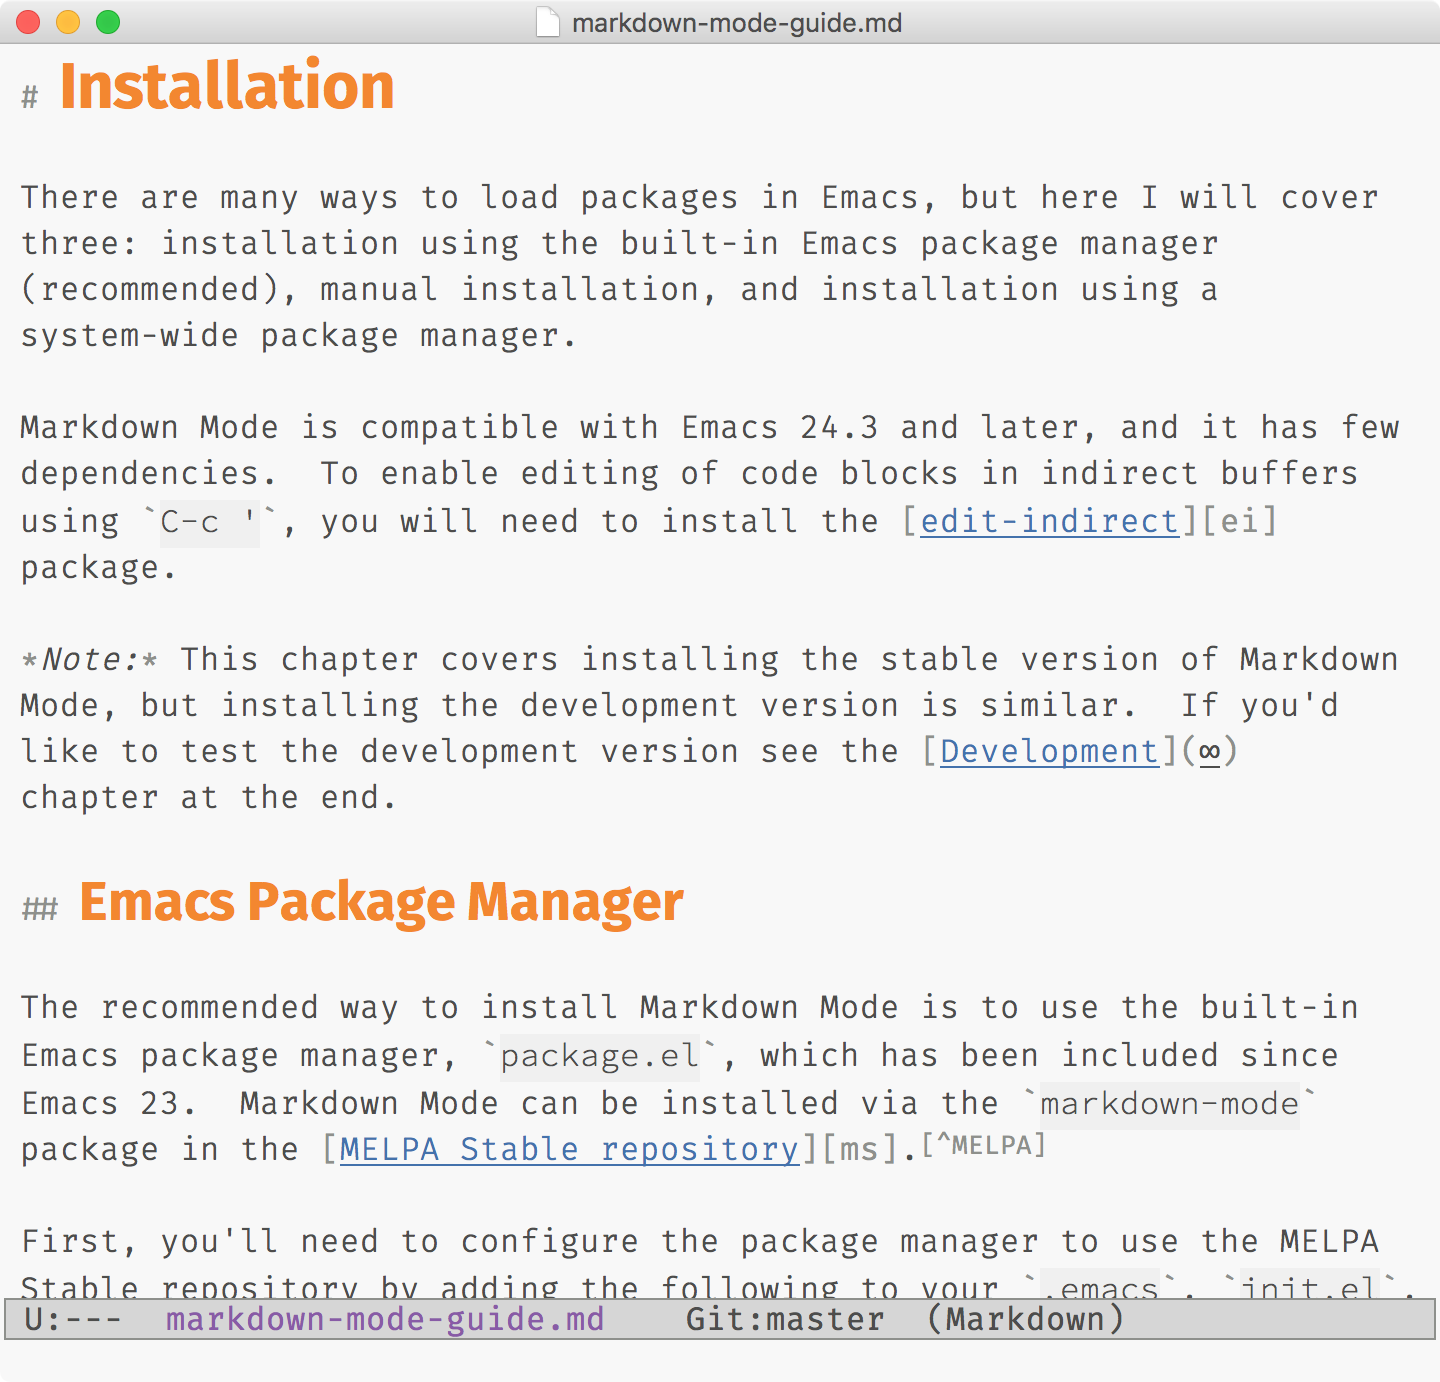 markdown-mode-guide.md
# Installation
There are many ways to load packages in Emacs, but here I will cover
three: installation using the built-in Emacs package manager
(recommended), manual installation, and installation using a
system-wide package manager.
Markdown Mode is compatible with Emacs 24.3 and later, and it has few
dependencies.  To enable editing of code blocks in indirect buffers
using `C-c '`, you will need to install the [edit-indirect][ei]
package.
*Note:* This chapter covers installing the stable version of Markdown
Mode, but installing the development version is similar.  If you'd
like to test the development version see the [Development](∞)
chapter at the end.
## Emacs Package Manager
The recommended way to install Markdown Mode is to use the built-in
Emacs package manager, `package.el`, which has been included since
Emacs 23.  Markdown Mode can be installed via the `markdown-mode`
package in the [MELPA Stable repository][ms].[^MELPA]
First, you'll need to configure the package manager to use the MELPA
Stable repository by adding the following to your `.emacs`, `init.el`,
U:---  markdown-mode-guide.md    Git:master  (Markdown)